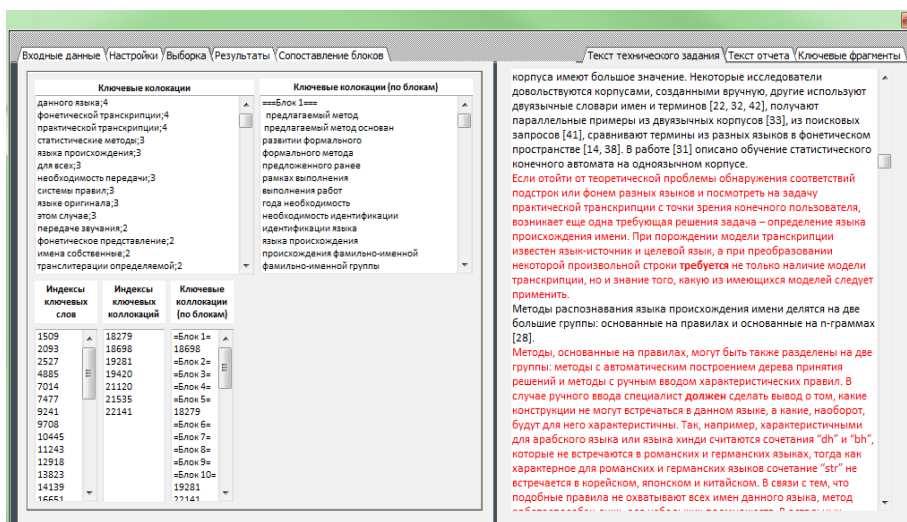 Входные данные Настройки Выборка Результаты Сопоставление блоков
Ключевые колокации
данного языка;4
фонетической транскрипции;4
практической транскрипции;4
статистические методы;3
языка происхождения;3
для всех;3
необходимость передачи;3
системы правил;3
языке оригинала;3
этом случае;3
передаче звучания;2
фонетическое представление;2
имена собственные;2
транслитерации определяемой;2
Ключевые колокации (по блокам)
===Блок 1===
предлагаемый метод
предлагаемый метод основан
развитии формального
формального метода
предложенного ранее
рамках выполнения
выполнения работ
года необходимость
необходимость идентификации
идентификации языка
языка происхождения
происхождения фамильно-именной
фамильно-именной группы
Индексы
ключевых
слов
1509
2093
2527
4885
7014
7477
9241
9708
10445
11243
12918
13823
14139
16651
Индексы
ключевых
коллокаций
18279
18698
19281
19420
21120
21535
22141
Ключевые
коллокации
(по блокам)
=Блок 1=
18698
=Блок 2=
=Блок 3=
=Блок 4=
=Блок 5=
18279
=Блок 6=
=Блок 7=
=Блок 8=
=Блок 9=
=Блок 10=
19281
22141
Текст технического задания Текст отчета Ключевые фрагменты
корпуса имеют большое значение. Некоторые исследователи
довольствуются корпусами, созданными вручную, другие используют
двуязычные словари имен и терминов [22, 32, 42], получают
параллельные примеры из двуязычных корпусов [33], из поисковых
запросов [41], сравнивают термины из разных языков в фонетическом
пространстве [14, 38]. В работе [31] описано обучение статистического
конечного автомата на одноязычном корпусе.
Если отойти от теоретической проблемы обнаружения соответствий
подстрок или фонем разных языков и посмотреть на задачу
практической транскрипции с точки зрения конечного пользователя,
возникает еще одна требующая решения задача – определение языка
происхождения имени. При порождении модели транскрипции
известен язык-источник и целевой язык, а при преобразовании
некоторой произвольной строки требуется не только наличие модели
транскрипции, но и знание того, какую из имеющихся моделей следует
применить.
Методы распознавания языка происхождения имени делятся на две
большие группы: основанные на правилах и основанные на n-граммах
[28].
Методы, основанные на правилах, могут быть также разделены на две
группы: методы с автоматическим построением дерева принятия
решений и методы с ручным вводом характеристических правил. В
случае ручного ввода специалист должен сделать вывод о том, какие
конструкции не могут встречаться в данном языке, а какие, наоборот,
будут для него характеристичны. Так, например, характеристичными
для арабского языка или языка хинди считаются сочетания “dh” и “bh”,
которые не встречаются в романских и германских языках, тогда как
характерное для романских и германских языков сочетание “str” не
встречается в корейском, японском и китайском. В связи с тем, что
подобные правила не охватывают всех имен данного языка, метод